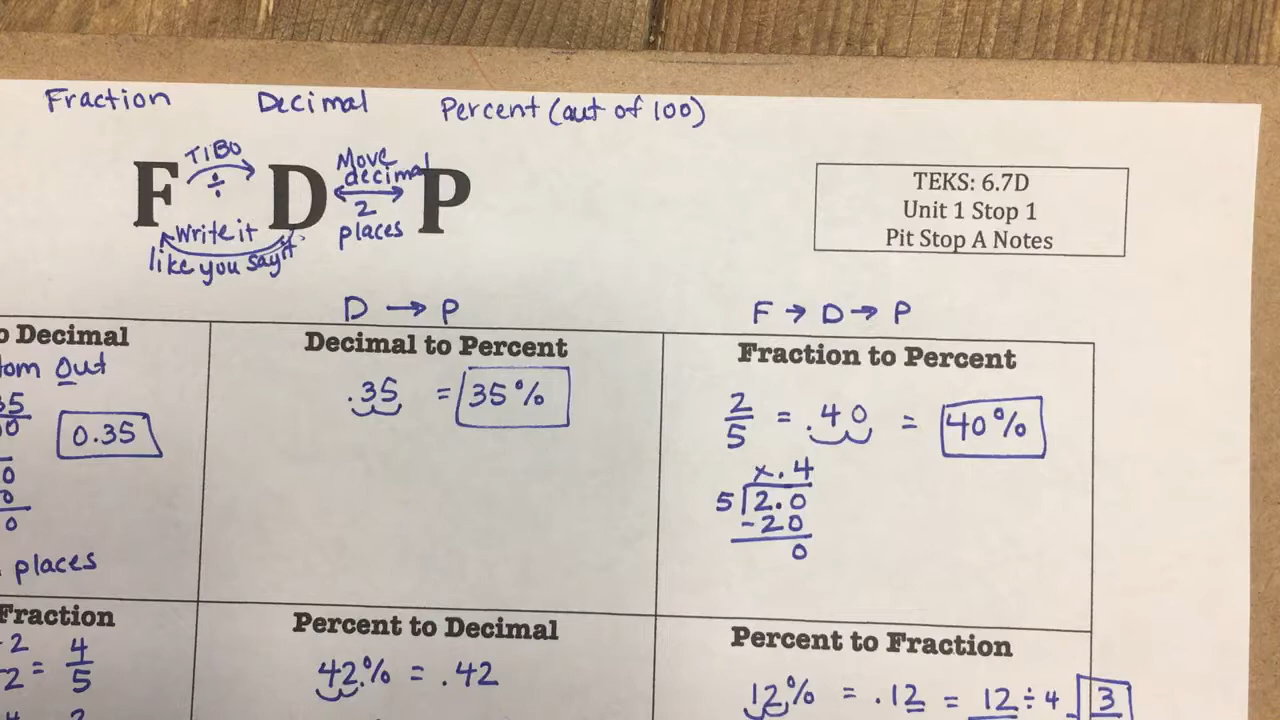 Fraction Decimal Percent (out of 100)
TIBO
÷
F D P
Move decimal
2
places
Write it
like you say it
TEKS: 6.7D
Unit 1 Stop 1
Pit Stop A Notes
D → P
F → D → P
Decimal
Out
0.35
places
Decimal to Percent
.35 = 35%
Fraction to Percent
2/5 = .40 = 40%
x.4
5 2.0
-20
0
Fraction
2 = 4/5
Percent to Decimal
42.% = .42
Percent to Fraction
12% = .12 = 12 ÷ 4 3